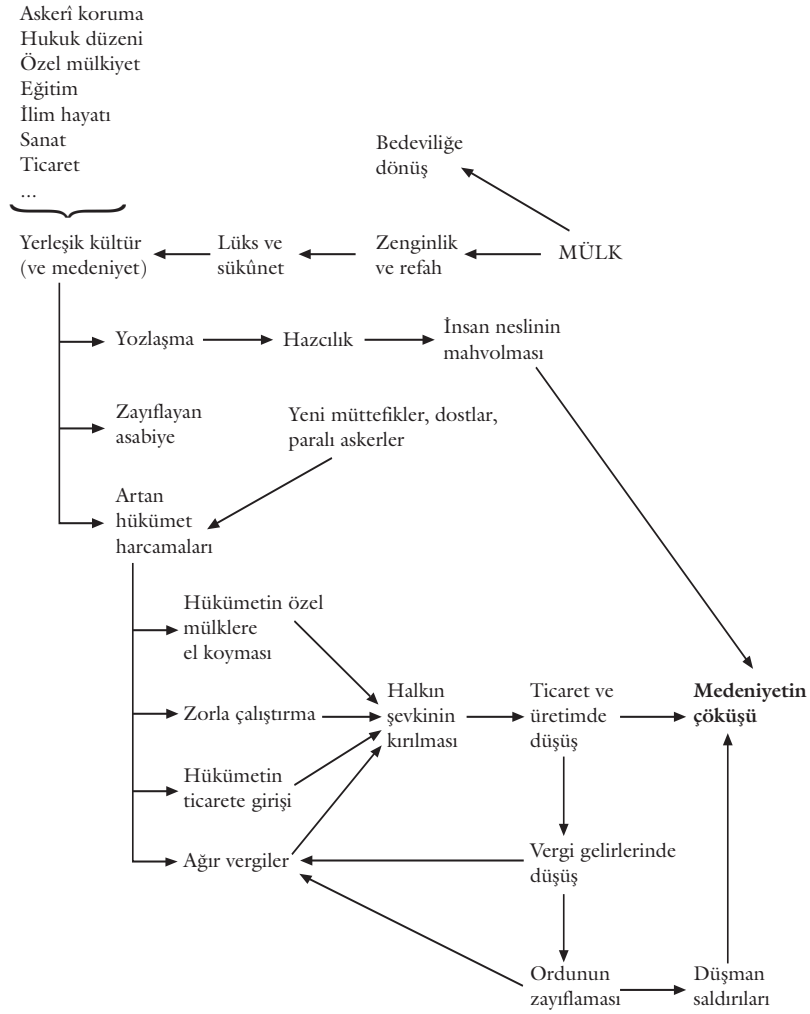 Askerî koruma
Hukuk düzeni
Özel mülkiyet
Eğitim
İlim hayatı
Sanat
Ticaret
...
Bedeviliğe
dönüş
Yerleşik kültür
(ve medeniyet)
Lüks ve
sükûnet
Zenginlik
ve refah
MÜLK
Yozlaşma
Hazcılık
İnsan neslinin
mahvolması
Zayıflayan
asabiye
Yeni müttefikler, dostlar,
paralı askerler
Artan
hükümet
harcamaları
Hükümetin özel
mülklere
el koyması
Zorla çalıştırma
Halkın
şevkinin
kırılması
Ticaret ve
üretimde
düşüş
Medeniyetin
çöküşü
Hükümetin
ticarete girişi
Ağır vergiler
Vergi gelirlerinde
düşüş
Ordunun
zayıflaması
Düşman
saldırıları